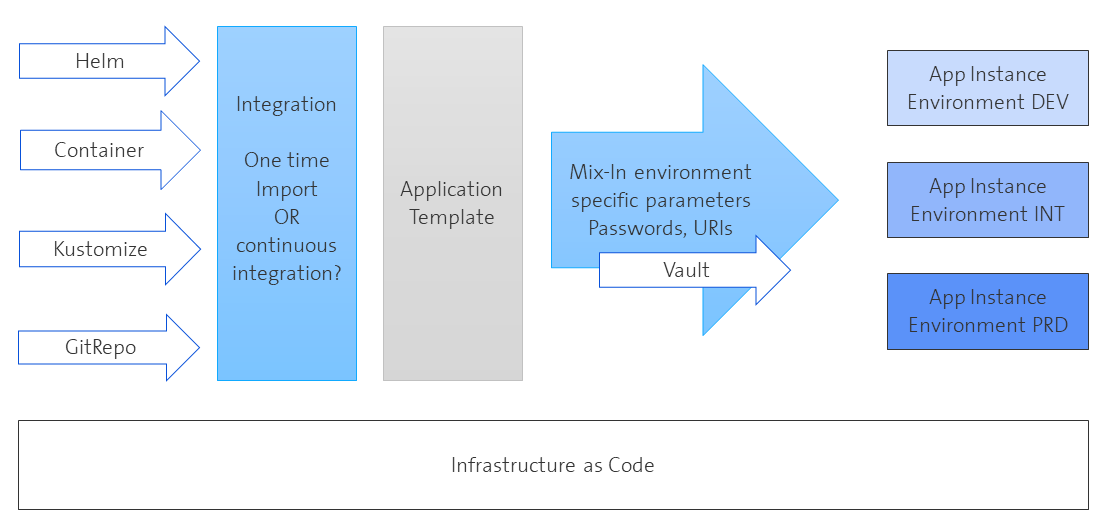 Helm
Container
Kustomize
GitRepo
Integration
One time
Import
OR
continuous
integration?
Application
Template
Mix-In environment
specific parameters
Passwords, URIs
Vault
App Instance
Environment DEV
App Instance
Environment INT
App Instance
Environment PRD
Infrastructure as Code